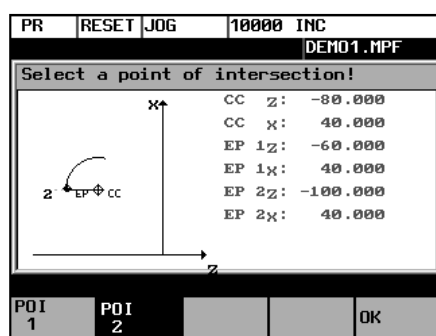 PR RESET JOG 10000 INC
DEMO1.MPF
Select a point of intersection!
X
CC Z: -80.000
CC X: 40.000
EP 1Z: -60.000
EP 1X: 40.000
EP 2Z: -100.000
EP 2X: 40.000
2 EP CC
Z
POI 1
POI 2
OK